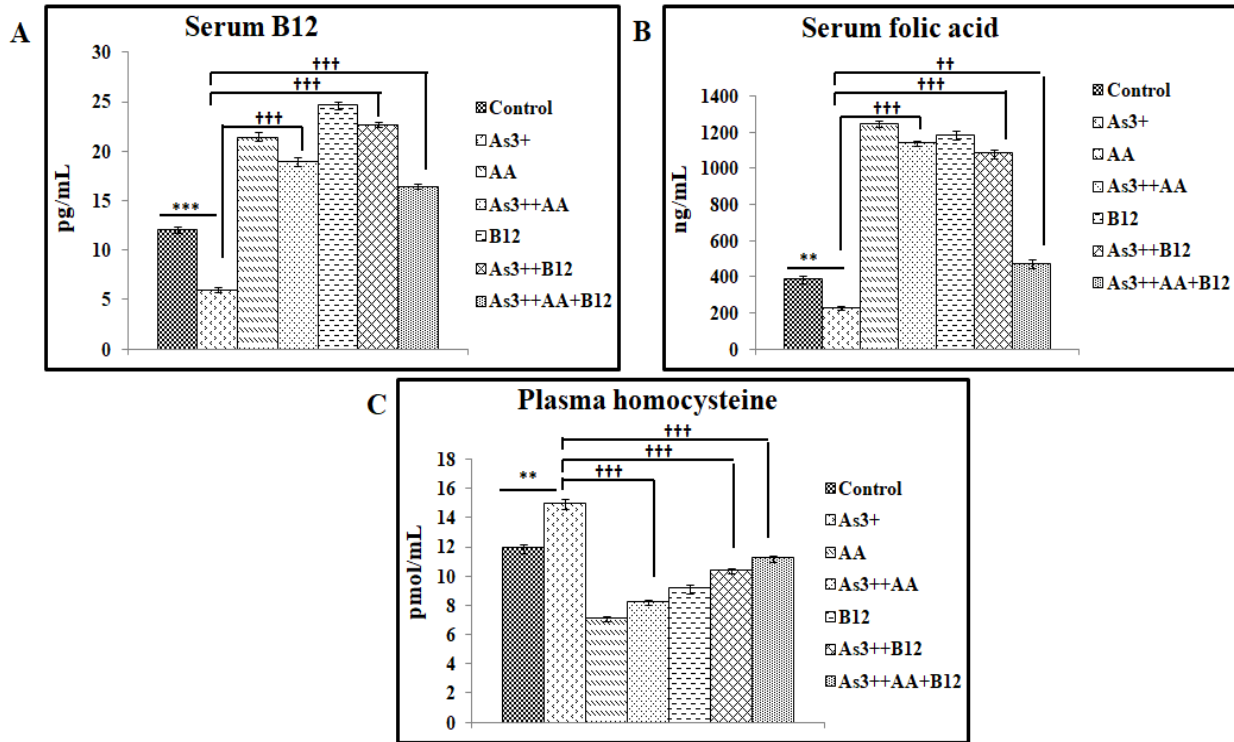 A
Serum B12
30
25
20
15
10
5
0
pg/mL
***
†††
†††
†††
Control
As3+
AA
As3++AA
B12
As3++B12
As3++AA+B12
B
Serum folic acid
1400
1200
1000
800
600
400
200
0
ng/mL
**
†††
†††
††
Control
As3+
AA
As3++AA
B12
As3++B12
As3++AA+B12
C
Plasma homocysteine
18
16
14
12
10
8
6
4
2
0
pmol/mL
**
†††
†††
†††
Control
As3+
AA
As3++AA
B12
As3++B12
As3++AA+B12